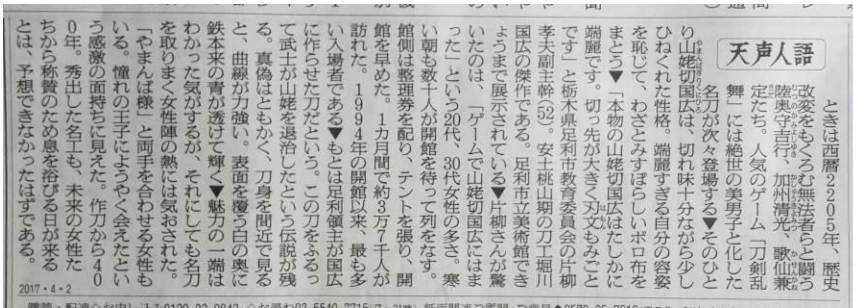 天声人語
ときは西暦2205年、歴史
改変をもくろむ無法者らと闘う
陸奥守吉行、加州清光、歌仙兼
定たち。人気のゲーム「刀剣乱
舞」には絶世の美男子と化した
名刀が次々登場する▼そのひと
り山姥切国広は、切れ味十分ながら少し
ひねくれた性格。端麗すぎる自分の容姿
を恥じて、わざとみすぼらしいボロ布を
まとう▼「本物の山姥切国広はたしかに
端麗です。切っ先が大きく刃文もみごと
です」と栃木県足利市教育委員会の片柳
孝夫副主幹(52)。安土桃山期の刀工堀川
国広の傑作である。足利市立美術館でき
ょうまで展示されている▼片柳さんが驚
いたのは、「ゲームで山姥切国広にはま
った」という20代、30代女性の多さ。寒
い朝も数十人が開館を待って列をなす。
館側は整理券を配り、テントを張り、開
館を早めた。1カ月間で約3万7千人が
訪れた。1994年の開館以来、最も多
い入場者である▼もとは足利領主が国広
に作らせた刀だという。この刀をふるっ
て武士が山姥を退治したという伝説が残
る。真偽はともかく、刀身を間近で見る
と、曲線が力強い。表面を覆う白の奥に
鉄本来の青が透けて輝く▼魅力の一端は
わかった気がするが、それにしても名刀
を取りまく女性陣の熱には気おされた。
「やまんば様」と両手を合わせる女性も
いる。憧れの王子にようやく会えたとい
う感激の面持ちに見えた。作刀から40
0年。秀出した名工も、未来の女性た
ちから称賛のため息を浴びる日が来る
とは、予想できなかったはずである。
2017・4・2